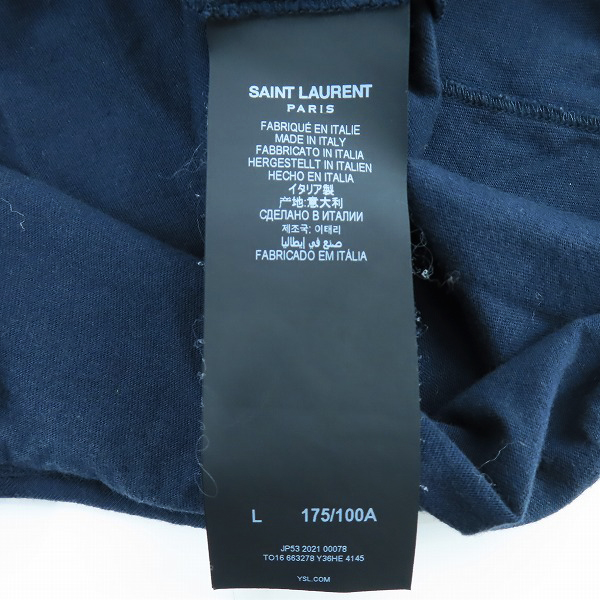 SAINT LAURENT
PARIS
FABRIQUÉ EN ITALIE
MADE IN ITALY
FABBRICATO IN ITALIA
HERGESTELLT IN ITALIEN
HECHO EN ITALIA
イタリア製
产地:意大利
СДЕЛАНО В ИТАЛИИ
제조국: 이태리
صنع في إيطاليا
FABRICADO EM ITÁLIA
L 175/100A
JP53 2021 00078
TO16 663278 Y36HE 4145
YSL.COM